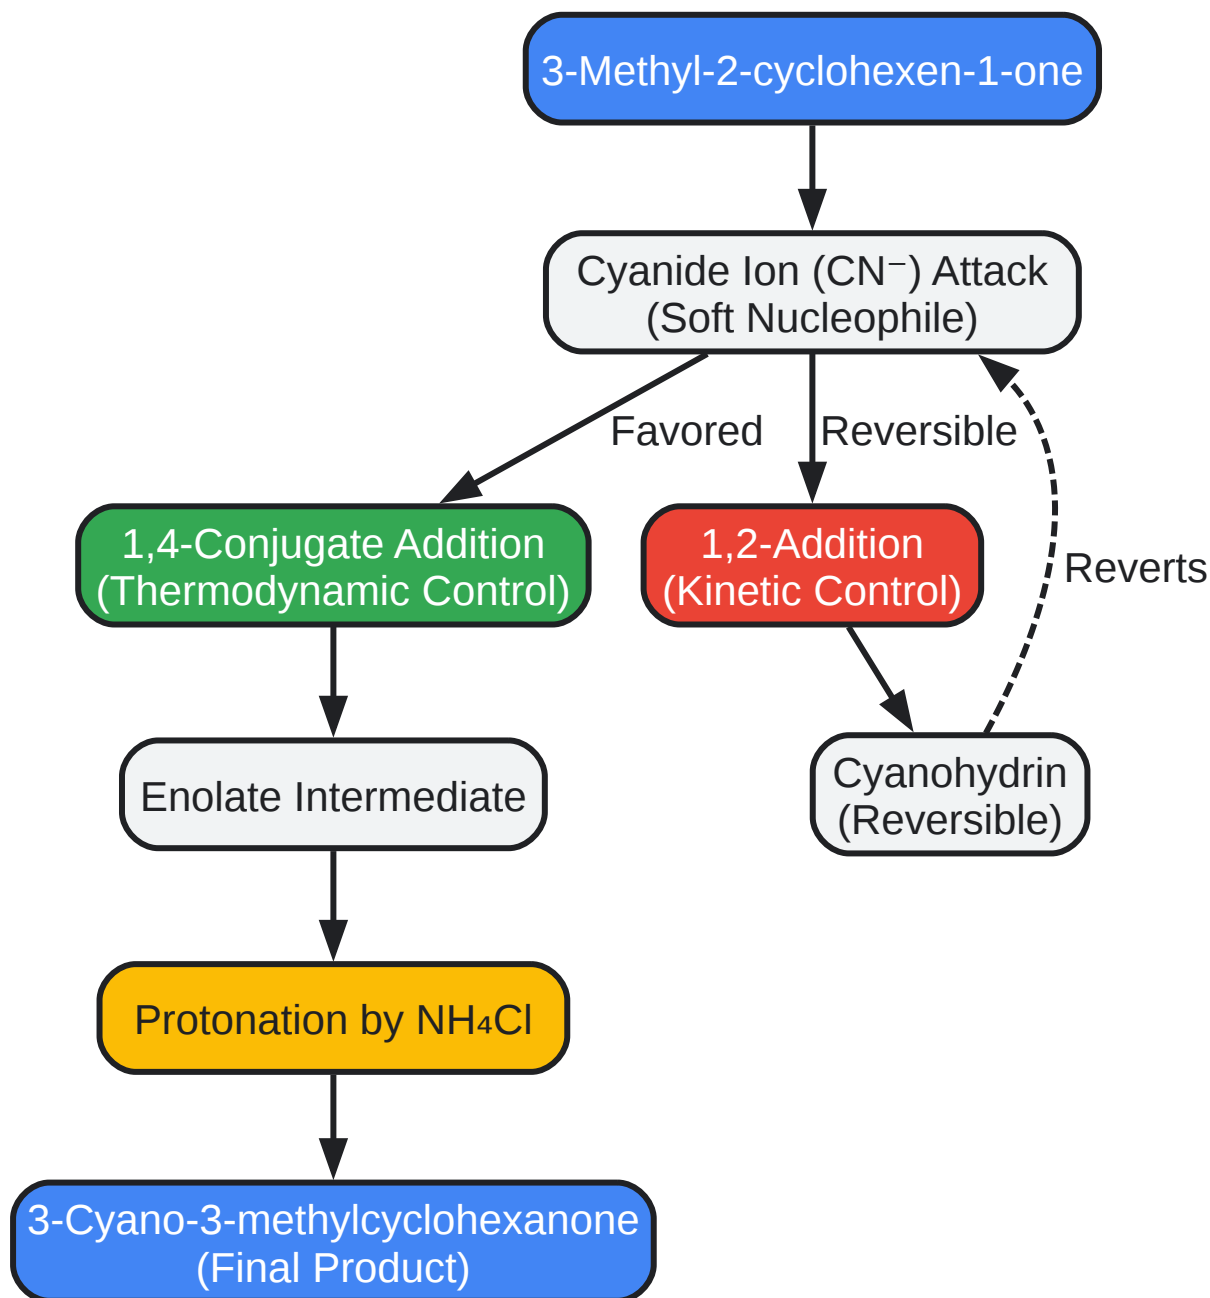 3-Methyl-2-cyclohexen-1-one
Cyanide Ion (CN⁻) Attack
(Soft Nucleophile)
Favored
Reversible
1,4-Conjugate Addition
(Thermodynamic Control)
1,2-Addition
(Kinetic Control)
Reverts
Enolate Intermediate
Cyanohydrin
(Reversible)
Protonation by NH₄Cl
3-Cyano-3-methylcyclohexanone
(Final Product)